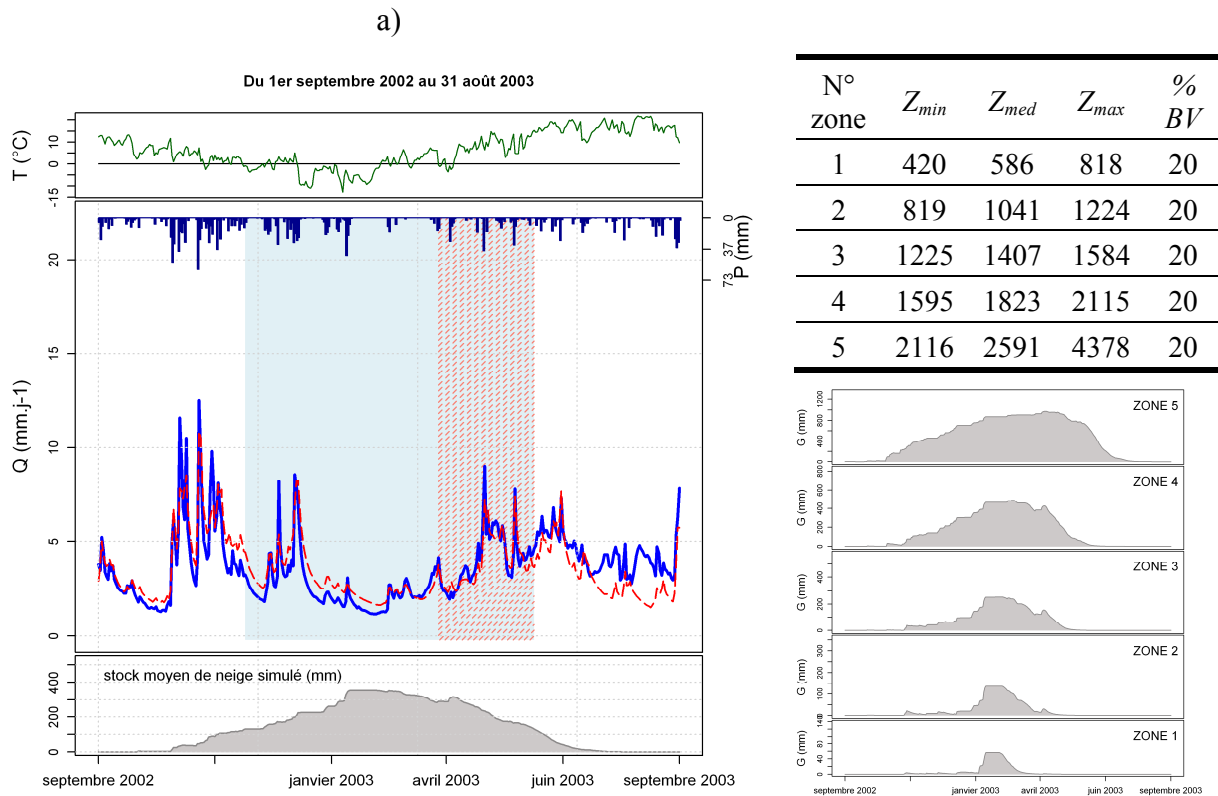 a)
Du 1er septembre 2002 au 31 août 2003
T (°C)
10
0
-15
-1
0
37
73
P (mm)
Q (mm.j-1)
20
15
10
5
0
stock moyen de neige simulé (mm)
400
200
0
septembre 2002 janvier 2003 avril 2003 juin 2003 septembre 2003
N° zone Zmin Zmed Zmax % BV
1 420 586 818 20
2 819 1041 1224 20
3 1225 1407 1584 20
4 1595 1823 2115 20
5 2116 2591 4378 20
ZONE 5
G (mm)
1200
800
400
0
ZONE 4
G (mm)
800
600
400
200
0
ZONE 3
G (mm)
400
200
0
ZONE 2
G (mm)
300
200
100
ZONE 1
G (mm)
140
80
40
0
septembre 2002 janvier 2003 avril 2003 juin 2003 septembre 2003